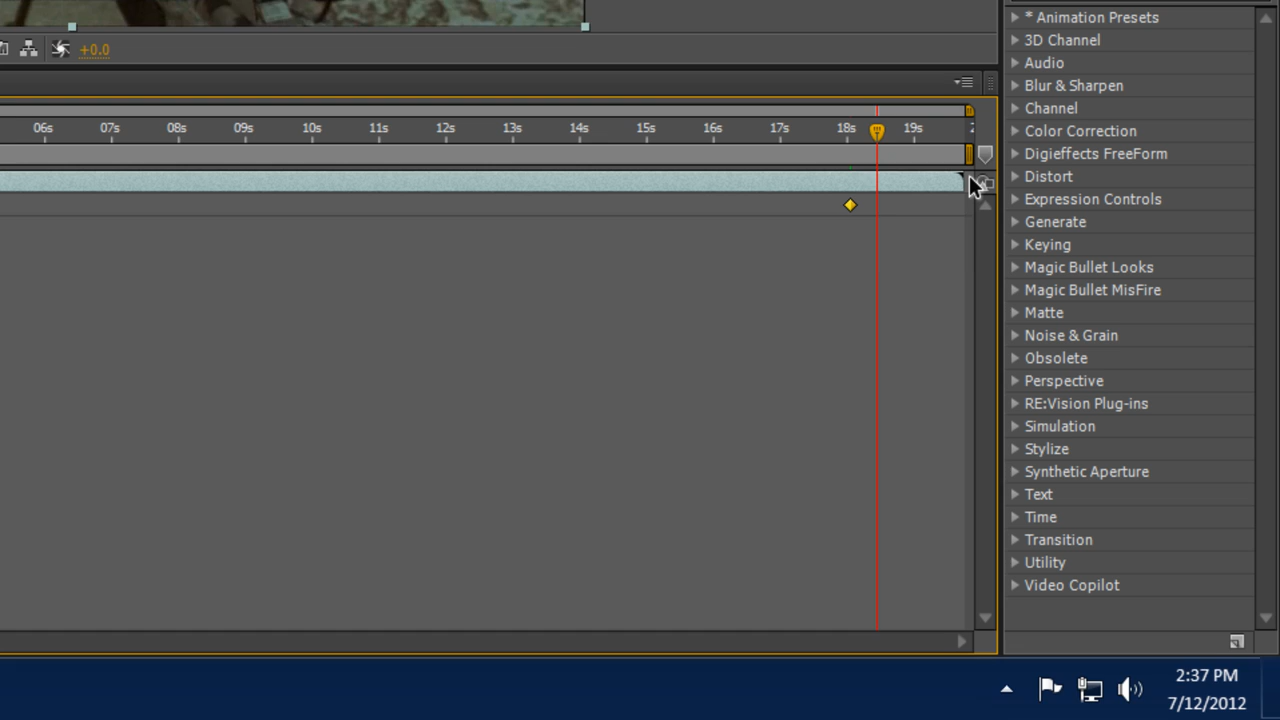 * Animation Presets
3D Channel
+0.0
Audio
Blur & Sharpen
Channel
06s 07s 08s 09s 10s 11s 12s 13s 14s 15s 16s 17s 18s 19s 2
Color Correction
Digieffects FreeForm
Distort
Expression Controls
Generate
Keying
Magic Bullet Looks
Magic Bullet MisFire
Matte
Noise & Grain
Obsolete
Perspective
RE:Vision Plug-ins
Simulation
Stylize
Synthetic Aperture
Text
Time
Transition
Utility
Video Copilot
2:37 PM
7/12/2012